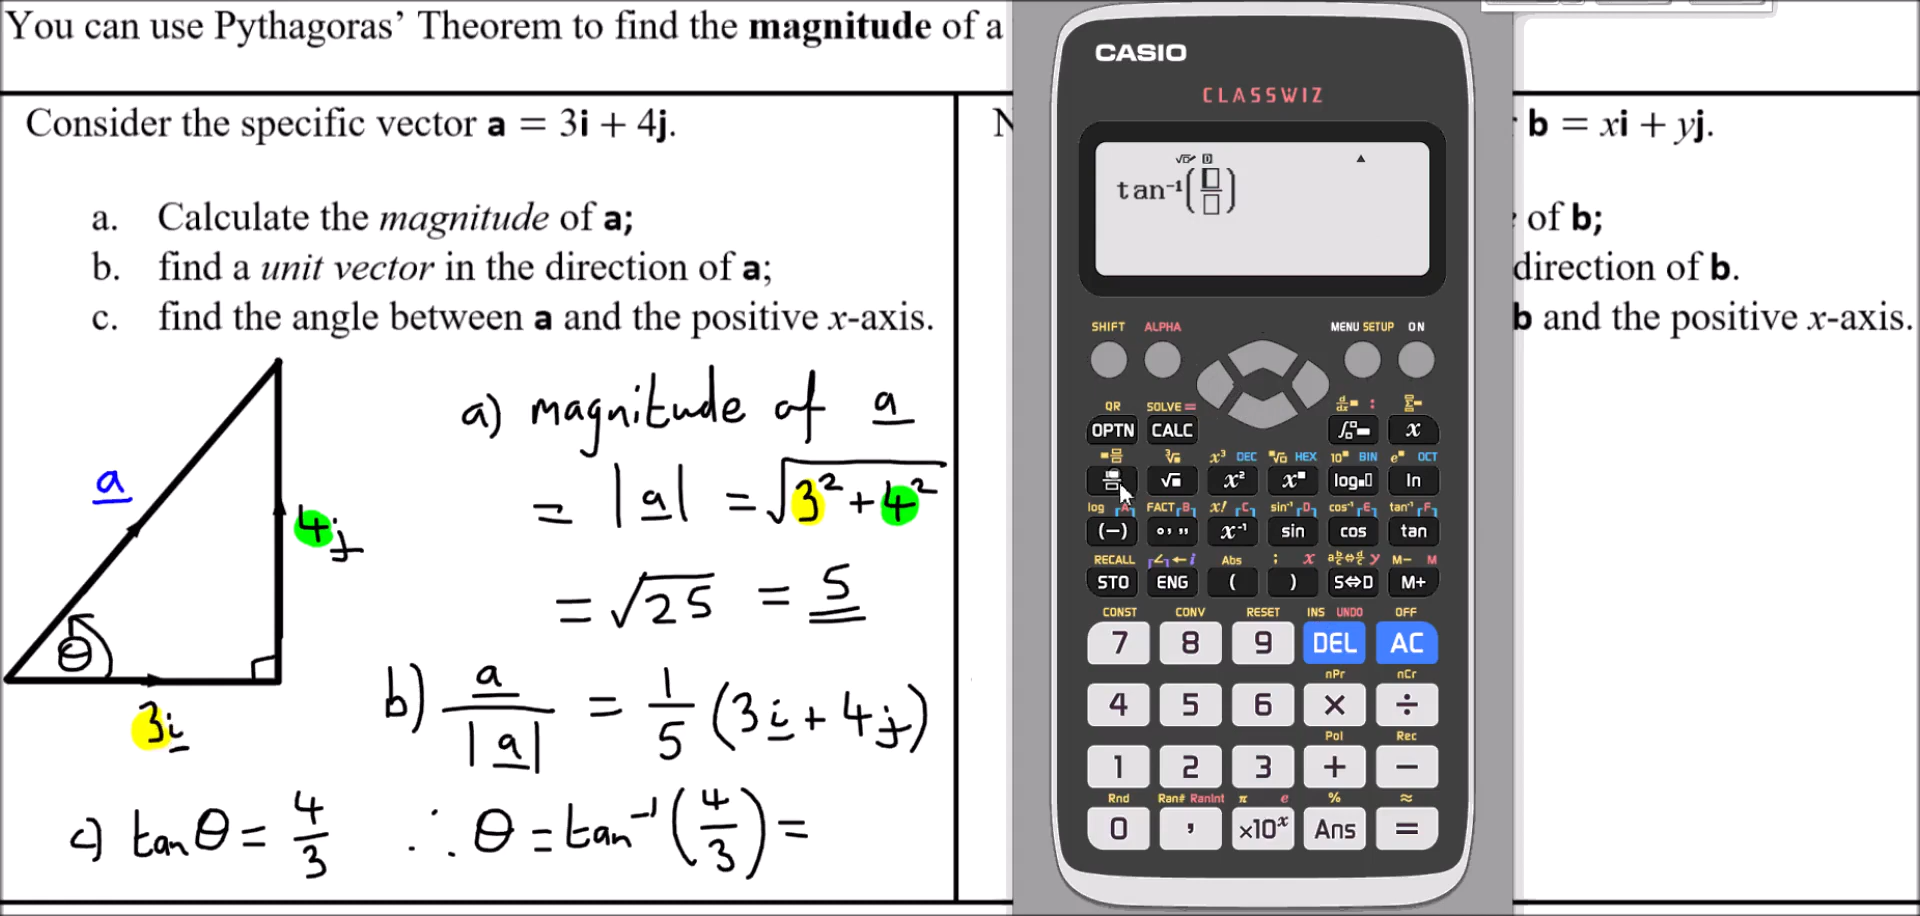 You can use Pythagoras’ Theorem to find the magnitude of a
Consider the specific vector a = 3i + 4j.
a. Calculate the magnitude of a;
b. find a unit vector in the direction of a;
c. find the angle between a and the positive x-axis.
a
4j
θ
3i
a) magnitude of a
= |a| = √3² + 4²
= √25 = 5
b) a/|a| = 1/5 (3i + 4j)
c) tan θ = 4/3 ∴ θ = tan⁻¹ (4/3) =
b = xi + yj.
of b;
direction of b.
b and the positive x-axis.
CASIO
CLASSWIZ
√ D ▲
tan⁻¹(□/□)
SHIFT ALPHA MENU SETUP ON
QR SOLVE = d/dx : Σ
OPTN CALC ∫ x
x³ DEC HEX 10 BIN e OCT
√ x² x log ln
log A FACT B x! C sin⁻¹ D cos⁻¹ E tan⁻¹ F
(−) °’” x⁻¹ sin cos tan
RECALL ∠ ← i Abs ; x a b/c⇔d/c y M− M
STO ENG ( ) S⇔D M+
CONST CONV RESET INS UNDO OFF
7 8 9 DEL AC
nPr nCr
4 5 6 × ÷
Pol Rec
1 2 3 + −
Rnd Ran# RanInt π e % ≈
0 , ×10ˣ Ans =